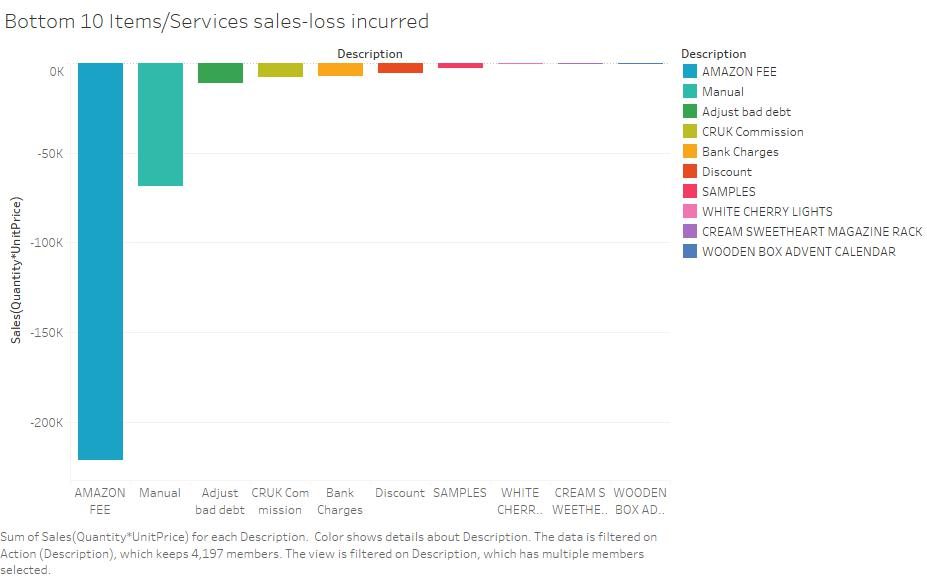 Bottom 10 Items/Services sales-loss incurred
Description
0K
-50K
-100K
-150K
-200K
Sales(Quantity*UnitPrice)
AMAZON FEE
Manual
Adjust bad debt
CRUK Com mission
Bank Charges
Discount
SAMPLES
WHITE CHERR..
CREAM S WEETHE..
WOODEN BOX AD..
Description
AMAZON FEE
Manual
Adjust bad debt
CRUK Commission
Bank Charges
Discount
SAMPLES
WHITE CHERRY LIGHTS
CREAM SWEETHEART MAGAZINE RACK
WOODEN BOX ADVENT CALENDAR
Sum of Sales(Quantity*UnitPrice) for each Description. Color shows details about Description. The data is filtered on
Action (Description), which keeps 4,197 members. The view is filtered on Description, which has multiple members
selected.